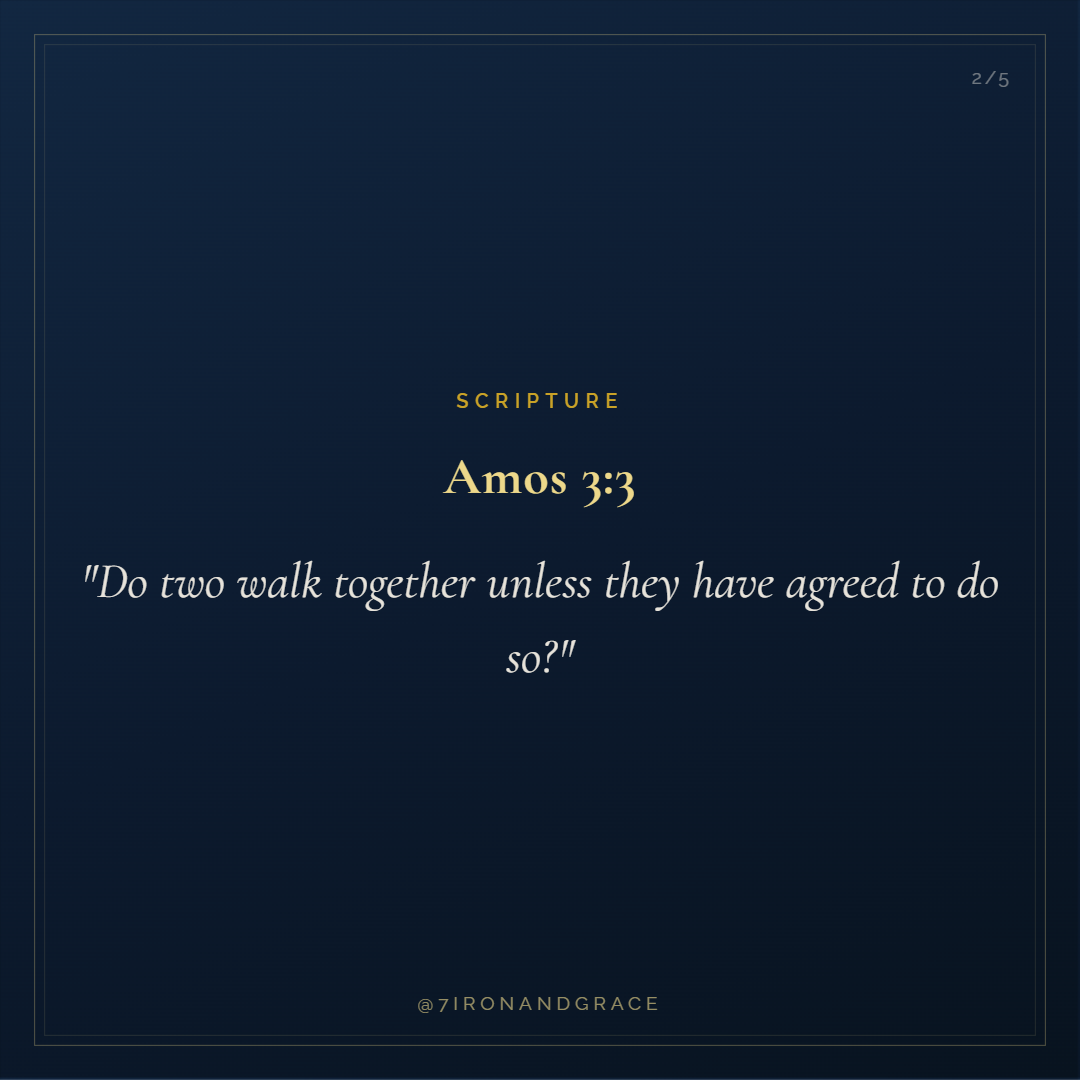 2/5
SCRIPTURE
Amos 3:3
"Do two walk together unless they have agreed to do
so?"
@7IRONANDGRACE